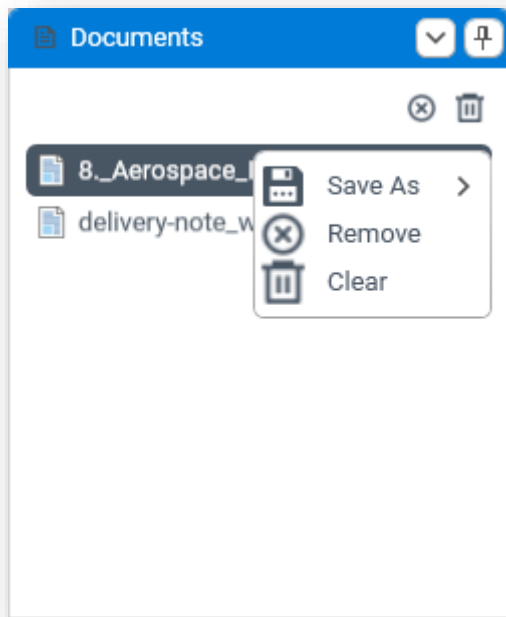 Documents
8._Aerospace_
Save As
delivery-note_w
Remove
Clear